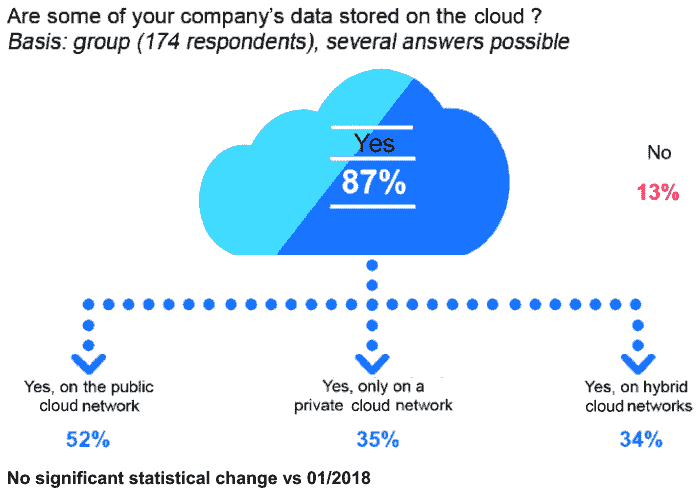 Are some of your company's data stored on the cloud ?
Basis: group (174 respondents), several answers possible
Yes
87%
No
13%
Yes, on the public
cloud network
52%
Yes, only on a
private cloud network
35%
Yes, on hybrid
cloud networks
34%
No significant statistical change vs 01/2018